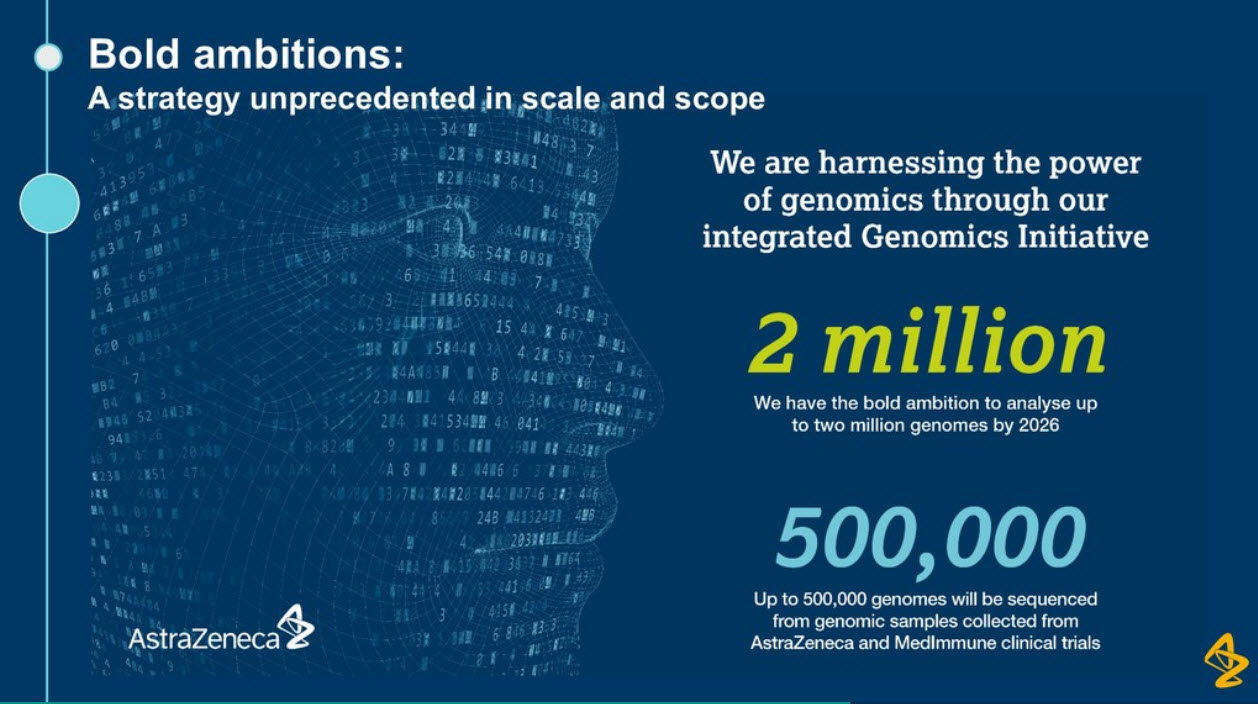 Bold ambitions:
A strategy unprecedented in scale and scope
We are harnessing the power
of genomics through our
integrated Genomics Initiative
2 million
We have the bold ambition to analyse up
to two million genomes by 2026
500,000
Up to 500,000 genomes will be sequenced
from genomic samples collected from
AstraZeneca and MedImmune clinical trials
AstraZeneca